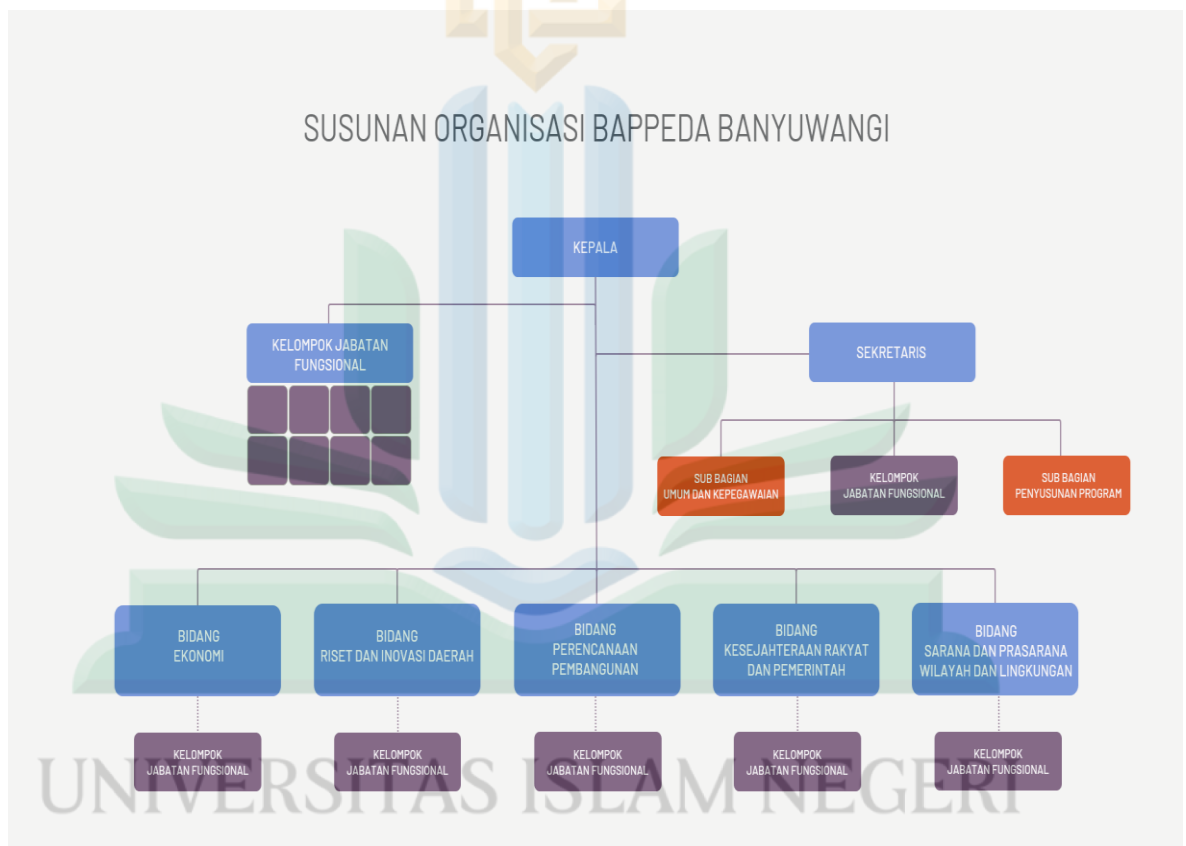 SUSUNAN ORGANISASI BAPPEDA BANYUWANGI
KEPALA
KELOMPOK JABATAN
FUNGSIONAL
SEKRETARIS
SUB BAGIAN
UMUM DAN KEPEGAWAIAN
KELOMPOK
JABATAN FUNGSIONAL
SUB BAGIAN
PENYUSUNAN PROGRAM
BIDANG
EKONOMI
BIDANG
RISET DAN INOVASI DAERAH
BIDANG
PERENCANAAN
PEMBANGUNAN
BIDANG
KESEJAHTERAAN RAKYAT
DAN PEMERINTAH
BIDANG
SARANA DAN PRASARANA
WILAYAH DAN LINGKUNGAN
KELOMPOK
JABATAN FUNGSIONAL
KELOMPOK
JABATAN FUNGSIONAL
KELOMPOK
JABATAN FUNGSIONAL
KELOMPOK
JABATAN FUNGSIONAL
KELOMPOK
JABATAN FUNGSIONAL
UNIVERSITAS ISLAM NEGERI